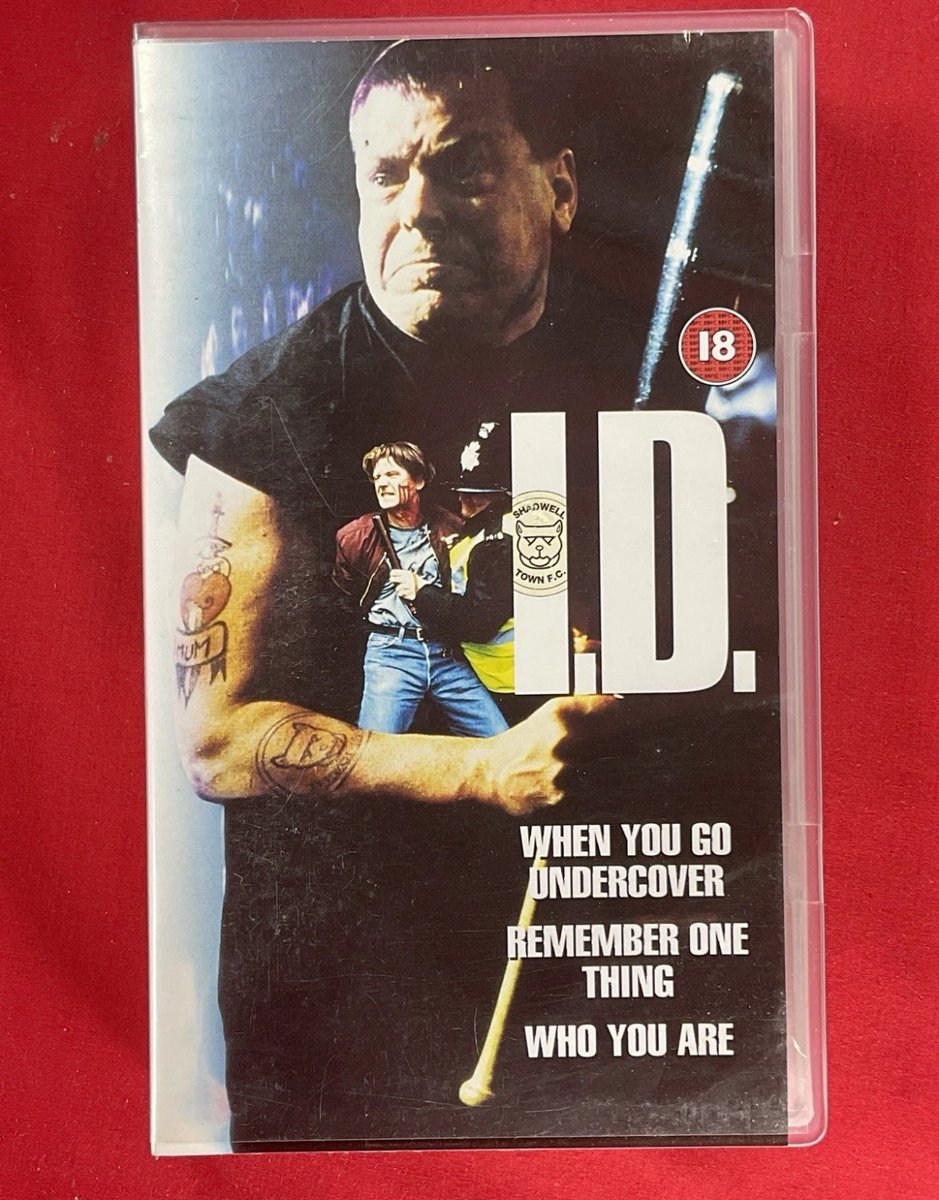 18
I.D.
SHADWELL
TOWN F.C.
MUM
WHEN YOU GO
UNDERCOVER
REMEMBER ONE
THING
WHO YOU ARE